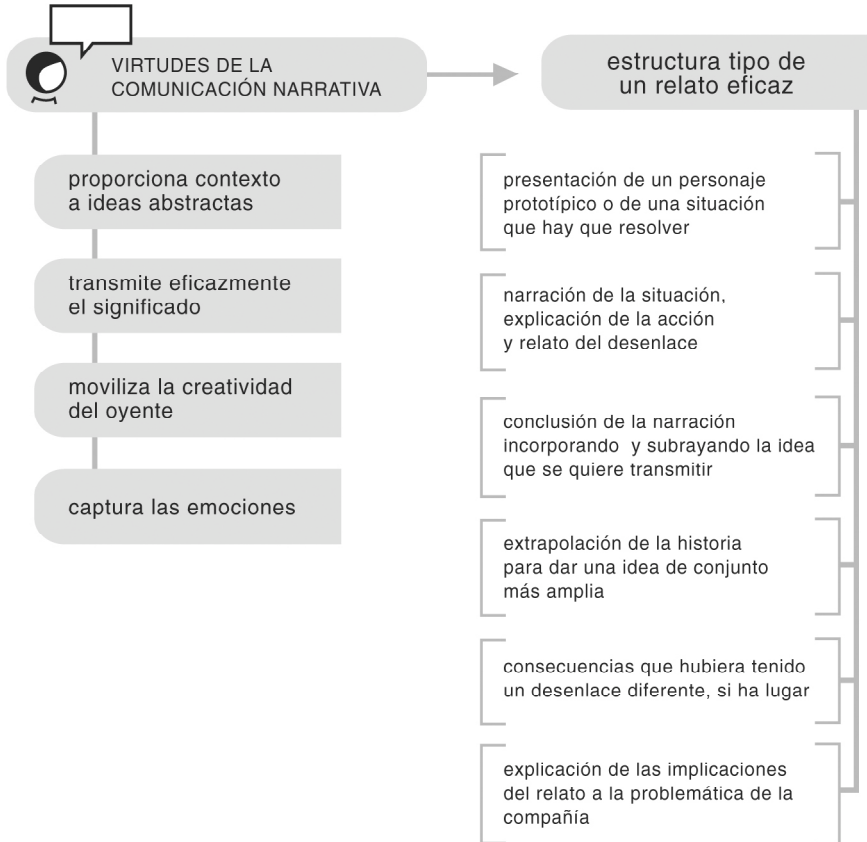 VIRTUDES DE LA
COMUNICACIÓN NARRATIVA
proporciona contexto
a ideas abstractas
transmite eficazmente
el significado
moviliza la creatividad
del oyente
captura las emociones
estructura tipo de
un relato eficaz
presentación de un personaje
prototípico o de una situación
que hay que resolver
narración de la situación,
explicación de la acción
y relato del desenlace
conclusión de la narración
incorporando y subrayando la idea
que se quiere transmitir
extrapolación de la historia
para dar una idea de conjunto
más amplia
consecuencias que hubiera tenido
un desenlace diferente, si ha lugar
explicación de las implicaciones
del relato a la problemática de la
compañía